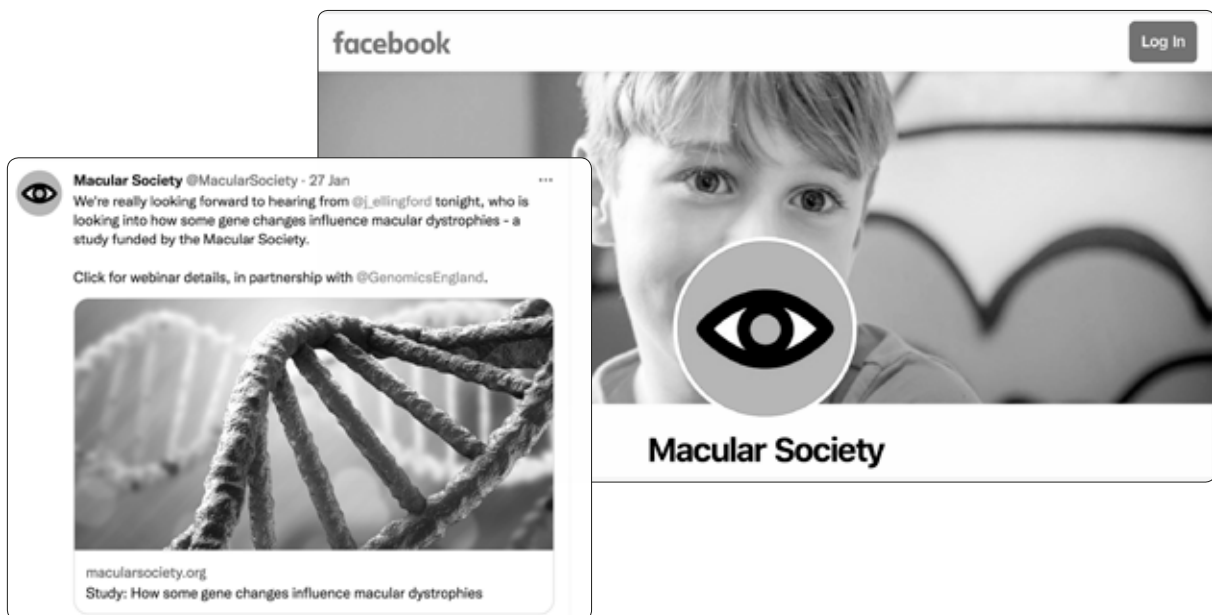 facebook
Log In
Macular Society
Macular Society @MacularSociety - 27 Jan
We're really looking forward to hearing from @j_ellingford tonight, who is
looking into how some gene changes influence macular dystrophies - a
study funded by the Macular Society.
Click for webinar details, in partnership with @GenomicsEngland.
macularsociety.org
Study: How some gene changes influence macular dystrophies